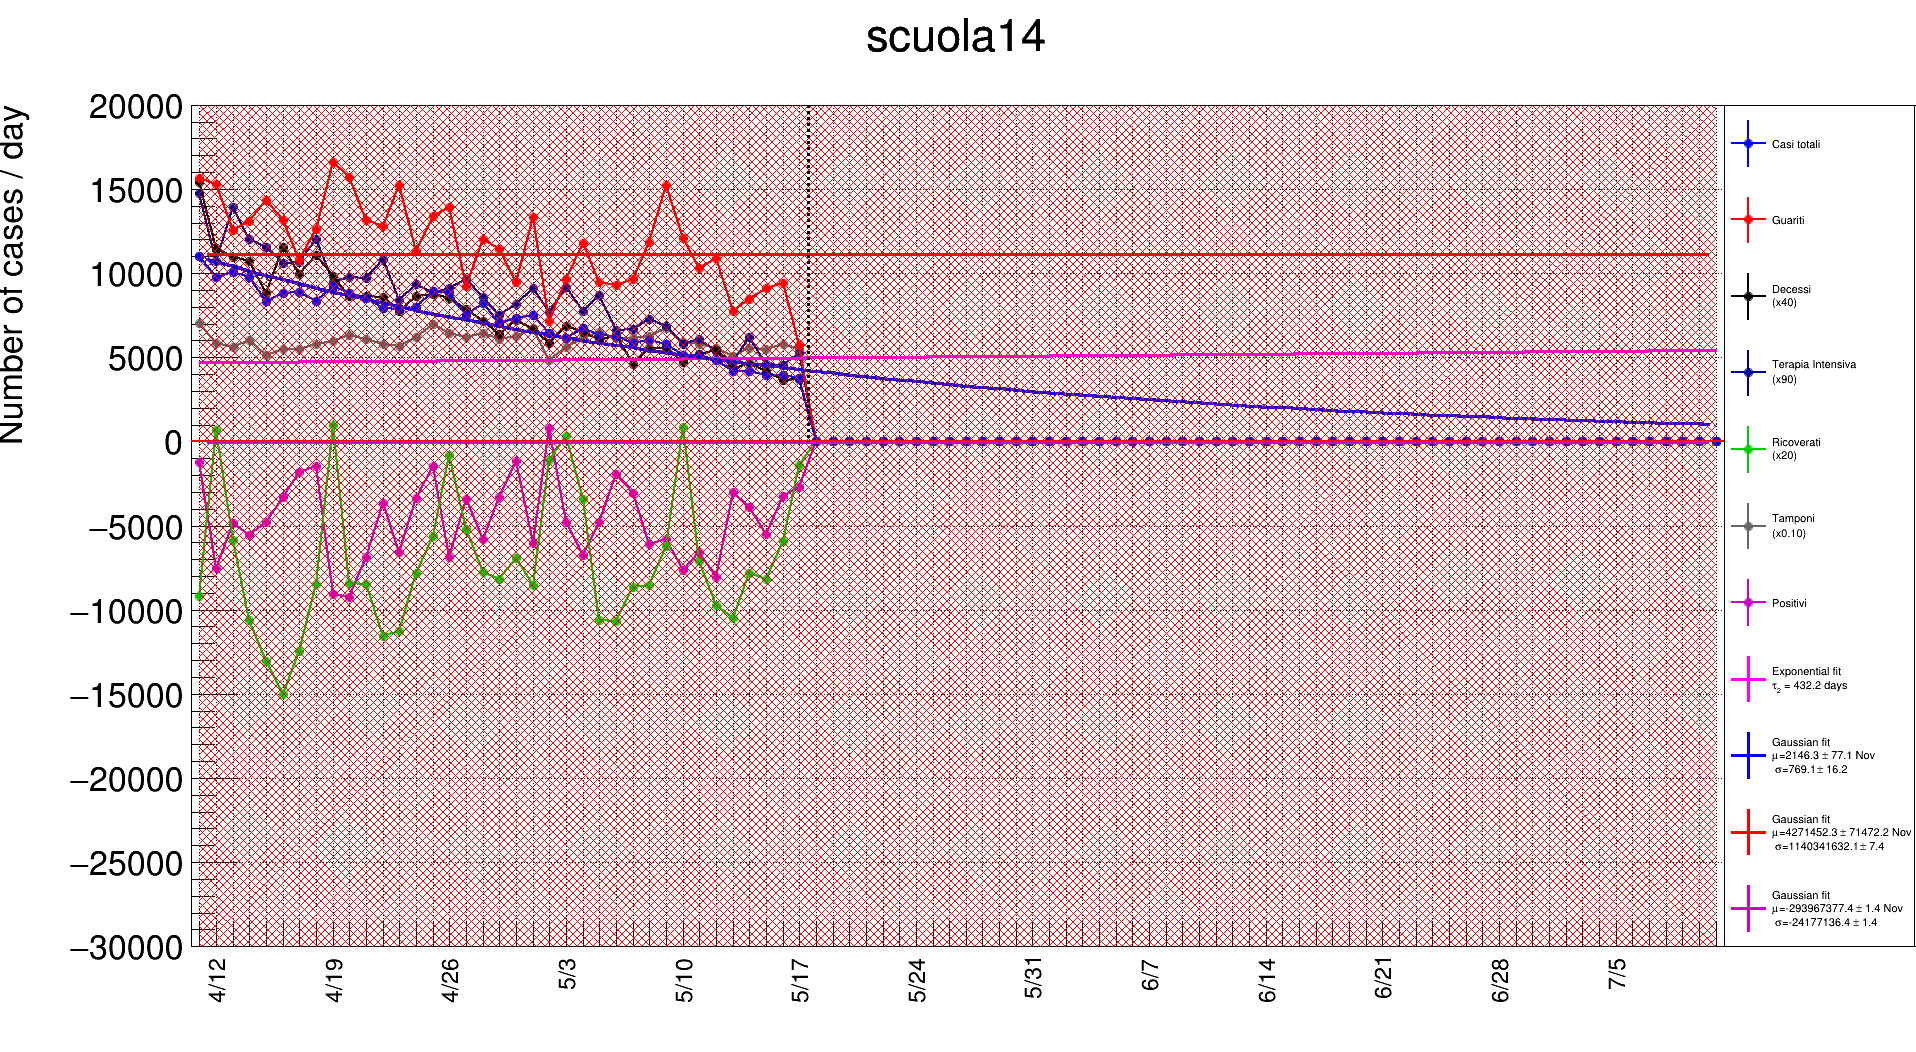 scuola14
Number of cases / day
20000
15000
10000
5000
0
−5000
−10000
−15000
−20000
−25000
−30000
4/12
4/19
4/26
5/3
5/10
5/17
5/24
5/31
6/7
6/14
6/21
6/28
7/5
Casi totali
Guariti
Decessi
(x40)
Terapia Intensiva
(x90)
Ricoverati
(x20)
Tamponi
(x0.10)
Positivi
Exponential fit
τ2 = 432.2 days
Gaussian fit
μ=2146.3 ± 77.1 Nov
σ=769.1 ± 16.2
Gaussian fit
μ=4271452.3 ± 71472.2 Nov
σ=1140341632.1 ± 7.4
Gaussian fit
μ=-293967377.4 ± 1.4 Nov
σ=-24177136.4 ± 1.4